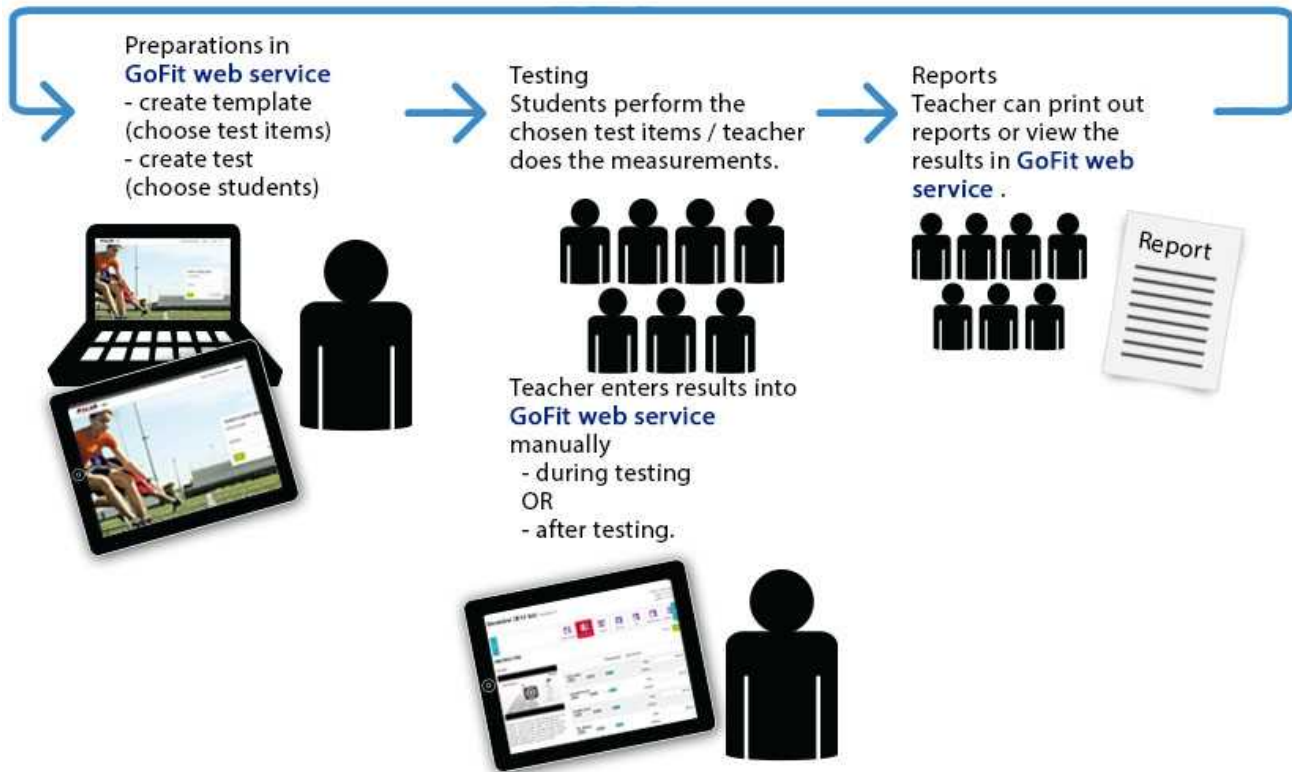 Preparations in
GoFit web service
- create template
(choose test items)
- create test
(choose students)
Testing
Students perform the
chosen test items / teacher
does the measurements.
Teacher enters results into
GoFit web service
manually
- during testing
OR
- after testing.
Reports
Teacher can print out
reports or view the
results in GoFit web
service .
Report